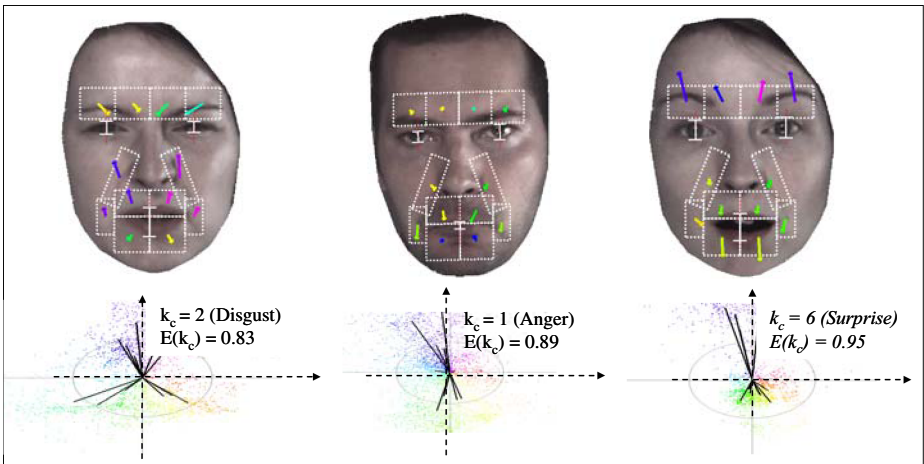 k_c = 2 (Disgust)
E(k_c) = 0.83
k_c = 1 (Anger)
E(k_c) = 0.89
k_c = 6 (Surprise)
E(k_c) = 0.95